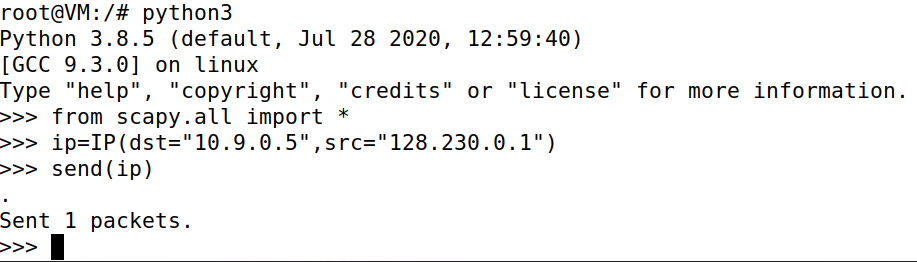 root@VM:/# python3
Python 3.8.5 (default, Jul 28 2020, 12:59:40)
[GCC 9.3.0] on linux
Type "help", "copyright", "credits" or "license" for more information.
>>> from scapy.all import *
>>> ip=IP(dst="10.9.0.5",src="128.230.0.1")
>>> send(ip)
.
Sent 1 packets.
>>>